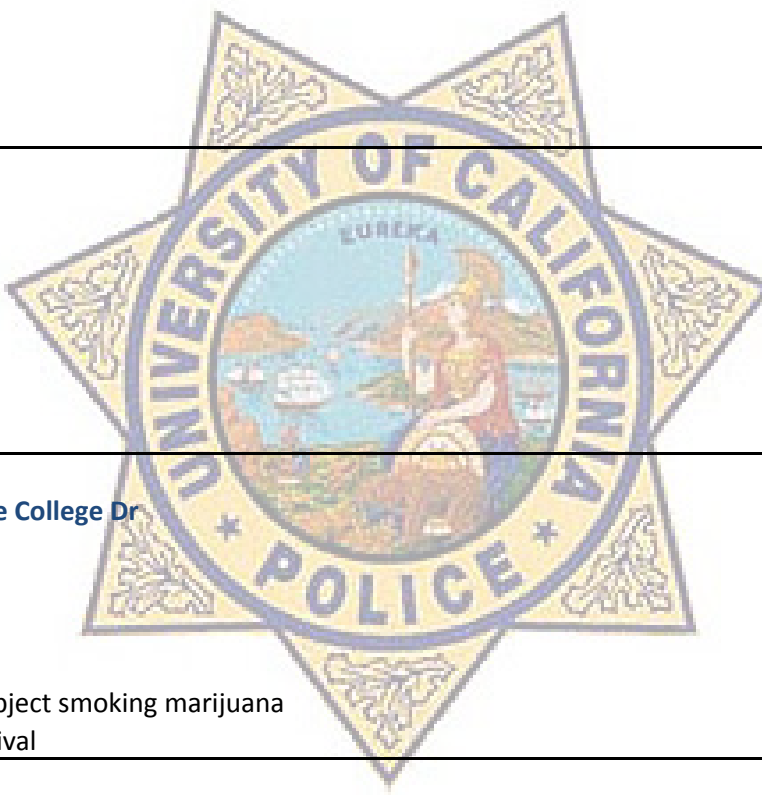 UNIVERSITY OF CALIFORNIA
EUREKA
e College Dr
POLICE
bject smoking marijuana
ival